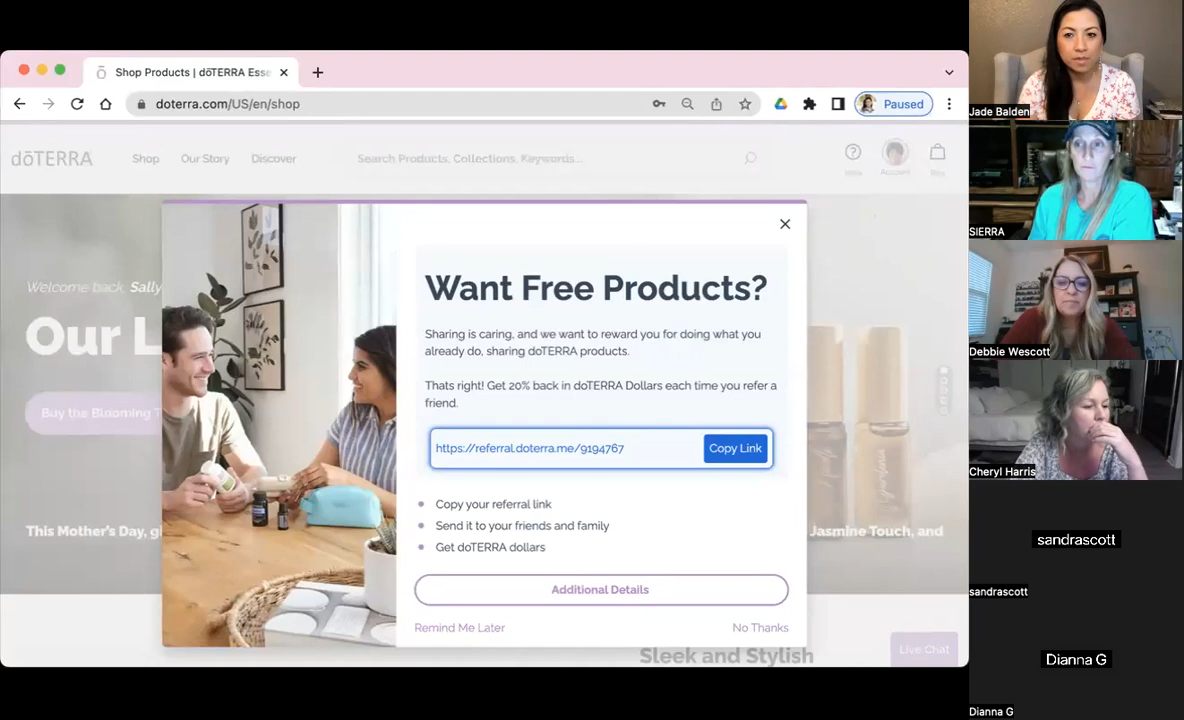 Shop Products | dōTERRA Esse
doterra.com/US/en/shop
Paused
dōTERRA
Shop
Our Story
Discover
Search Products, Collections, Keywords...
Account
Welcome back, Sally
Our L
Buy the Blooming T
This Mother's Day, gi
Jasmine Touch, and
Want Free Products?
Sharing is caring, and we want to reward you for doing what you
already do, sharing doTERRA products.
Thats right! Get 20% back in doTERRA Dollars each time you refer a
friend.
https://referral.doterra.me/9194767
Copy Link
Copy your referral link
Send it to your friends and family
Get doTERRA dollars
Additional Details
Remind Me Later
No Thanks
Sleek and Stylish
Live Chat
Jade Balden
SIERRA
Debbie Wescott
Cheryl Harris
sandrascott
sandrascott
Dianna G
Dianna G